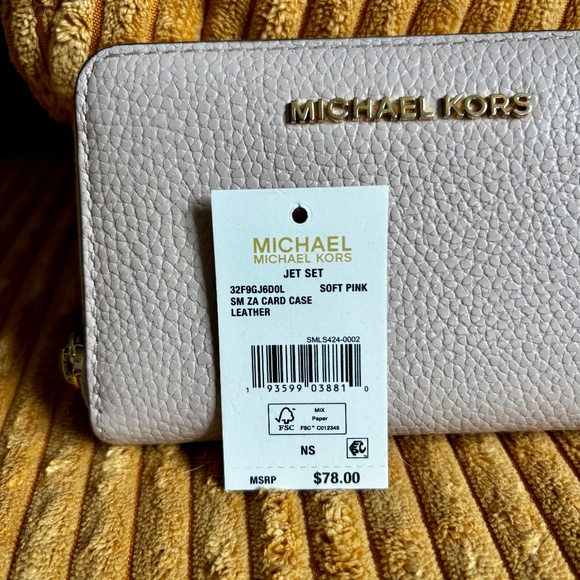 MICHAEL KORS
MICHAEL
MICHAEL KORS
JET SET
32F9GJ6D0L SOFT PINK
SM ZA CARD CASE
LEATHER
SMLS424-0002
1 93599 03881 0
FSC
MIX
Paper
FSC™ C012345
NS
MSRP $78.00